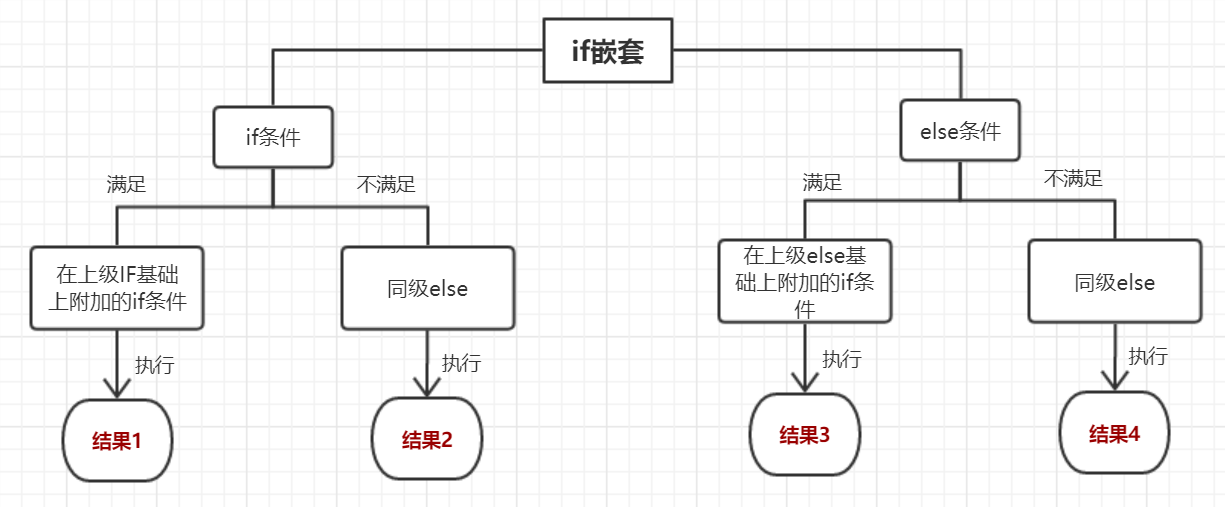 if嵌套
if条件
else条件
满足
不满足
满足
不满足
在上级IF基础
上附加的if条件
同级else
在上级else基
础上附加的if条
件
同级else
执行
执行
执行
执行
结果1
结果2
结果3
结果4